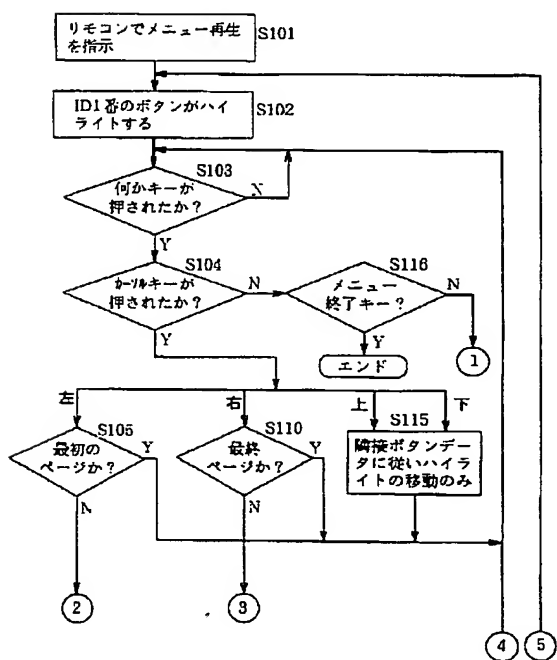 リモコンでメニュー再生
を指示
S101
ID1番のボタンがハイ
ライトする
S102
S103
何かキーが
押されたか?
N
Y
S104
カーソルキーが
押されたか?
N
Y
S116
メニュー
終了キー?
N
Y
エンド
1
左
右
上
下
S105
最初の
ページか?
Y
N
S110
最終
ページか?
Y
N
S115
隣接ボタンデー
タに従いハイラ
イトの移動のみ
2
3
4
5